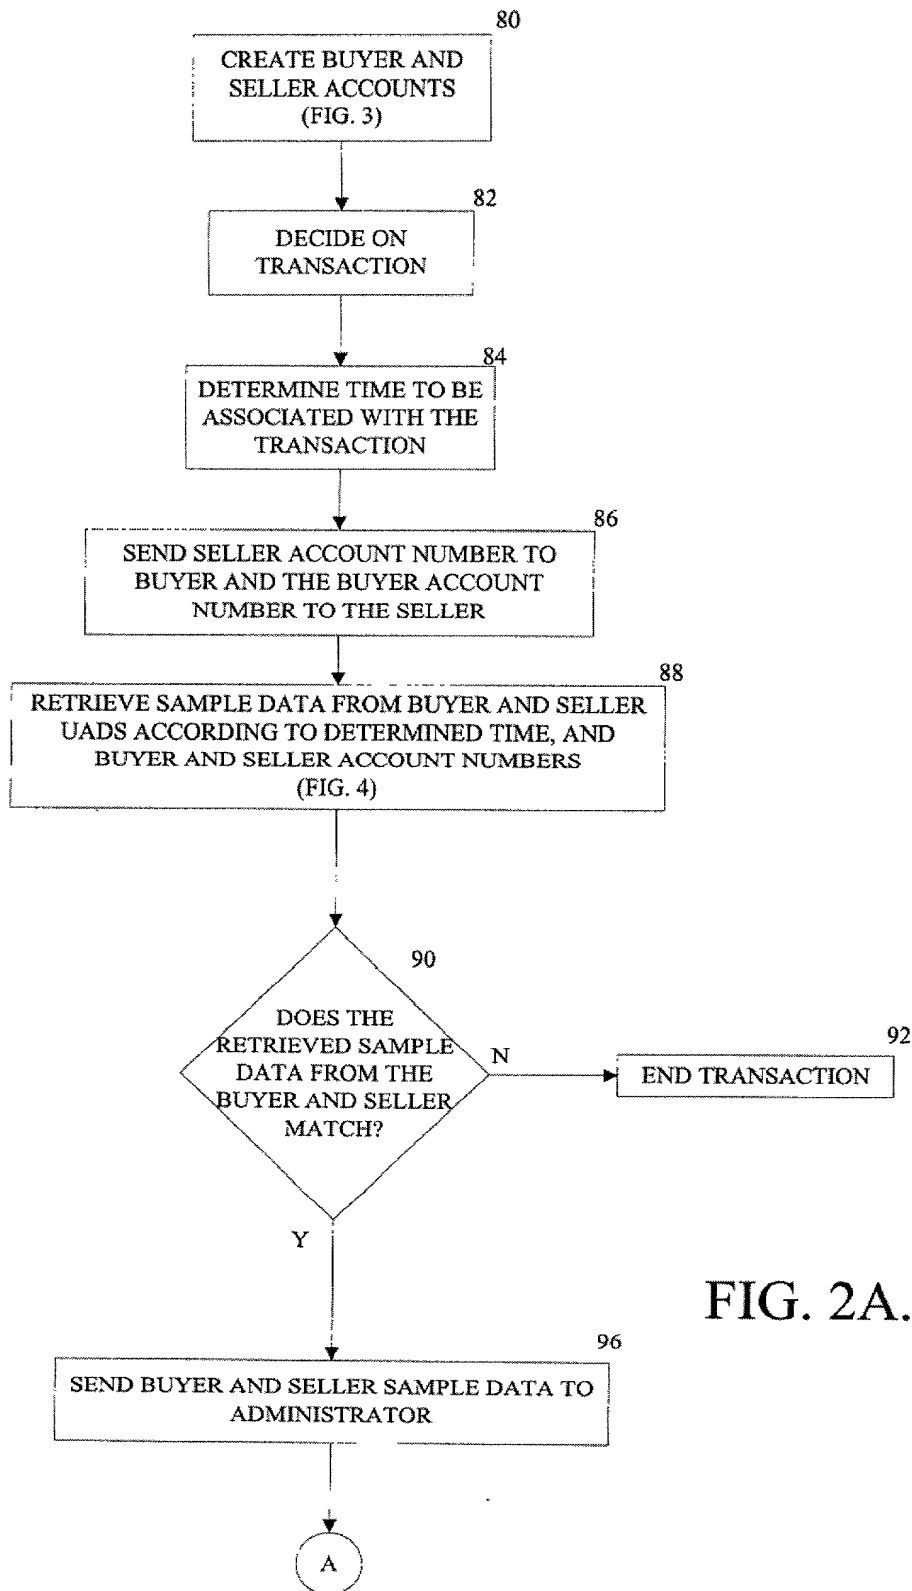 80
CREATE BUYER AND
SELLER ACCOUNTS
(FIG. 3)
82
DECIDE ON
TRANSACTION
84
DETERMINE TIME TO BE
ASSOCIATED WITH THE
TRANSACTION
86
SEND SELLER ACCOUNT NUMBER TO
BUYER AND THE BUYER ACCOUNT
NUMBER TO THE SELLER
88
RETRIEVE SAMPLE DATA FROM BUYER AND SELLER
UADS ACCORDING TO DETERMINED TIME, AND
BUYER AND SELLER ACCOUNT NUMBERS
(FIG. 4)
90
DOES THE
RETRIEVED SAMPLE
DATA FROM THE
BUYER AND SELLER
MATCH?
N
92
END TRANSACTION
Y
FIG. 2A.
96
SEND BUYER AND SELLER SAMPLE DATA TO
ADMINISTRATOR
A